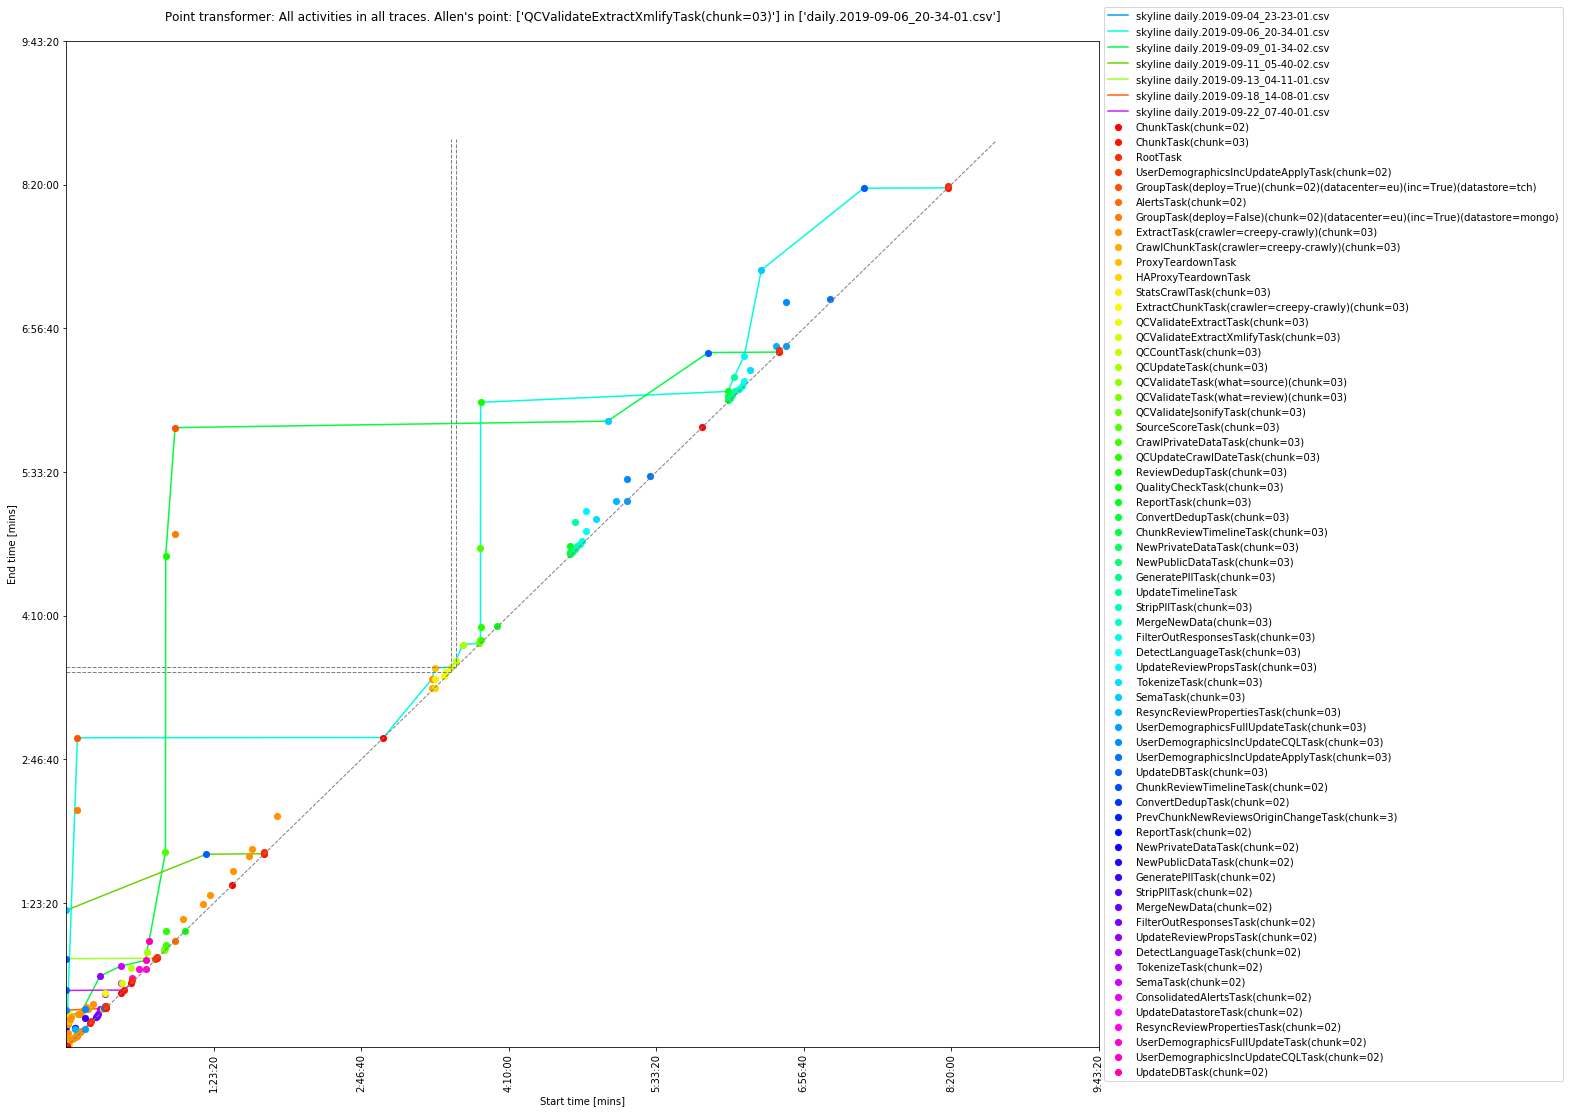 Point transformer: All activities in all traces. Allen's point: ['QCValidateExtractXmlifyTask(chunk=03)'] in ['daily.2019-09-06_20-34-01.csv']
9:43:20
8:20:00
6:56:40
5:33:20
4:10:00
2:46:40
1:23:20
End time [mins]
1:23:20
2:46:40
4:10:00
5:33:20
6:56:40
8:20:00
9:43:20
Start time [mins]
skyline daily.2019-09-04_23-23-01.csv
skyline daily.2019-09-06_20-34-01.csv
skyline daily.2019-09-09_01-34-02.csv
skyline daily.2019-09-11_05-40-02.csv
skyline daily.2019-09-13_04-11-01.csv
skyline daily.2019-09-18_14-08-01.csv
skyline daily.2019-09-22_07-40-01.csv
ChunkTask(chunk=02)
ChunkTask(chunk=03)
RootTask
UserDemographicsIncUpdateApplyTask(chunk=02)
GroupTask(deploy=True)(chunk=02)(datacenter=eu)(inc=True)(datastore=tch)
AlertsTask(chunk=02)
GroupTask(deploy=False)(chunk=02)(datacenter=eu)(inc=True)(datastore=mongo)
ExtractTask(crawler=creepy-crawly)(chunk=03)
CrawlChunkTask(crawler=creepy-crawly)(chunk=03)
ProxyTeardownTask
HAProxyTeardownTask
StatsCrawlTask(chunk=03)
ExtractChunkTask(crawler=creepy-crawly)(chunk=03)
QCValidateExtractTask(chunk=03)
QCValidateExtractXmlifyTask(chunk=03)
QCCountTask(chunk=03)
QCUpdateTask(chunk=03)
QCValidateTask(what=source)(chunk=03)
QCValidateTask(what=review)(chunk=03)
QCValidateJsonifyTask(chunk=03)
SourceScoreTask(chunk=03)
CrawlPrivateDataTask(chunk=03)
QCUpdateCrawlDateTask(chunk=03)
ReviewDedupTask(chunk=03)
QualityCheckTask(chunk=03)
ReportTask(chunk=03)
ConvertDedupTask(chunk=03)
ChunkReviewTimelineTask(chunk=03)
NewPrivateDataTask(chunk=03)
NewPublicDataTask(chunk=03)
GeneratePIITask(chunk=03)
UpdateTimelineTask
StripPIITask(chunk=03)
MergeNewData(chunk=03)
FilterOutResponsesTask(chunk=03)
DetectLanguageTask(chunk=03)
UpdateReviewPropsTask(chunk=03)
TokenizeTask(chunk=03)
SemaTask(chunk=03)
ResyncReviewPropertiesTask(chunk=03)
UserDemographicsFullUpdateTask(chunk=03)
UserDemographicsIncUpdateCQLTask(chunk=03)
UserDemographicsIncUpdateApplyTask(chunk=03)
UpdateDBTask(chunk=03)
ChunkReviewTimelineTask(chunk=02)
ConvertDedupTask(chunk=02)
PrevChunkNewReviewsOriginChangeTask(chunk=3)
ReportTask(chunk=02)
NewPrivateDataTask(chunk=02)
NewPublicDataTask(chunk=02)
GeneratePIITask(chunk=02)
StripPIITask(chunk=02)
MergeNewData(chunk=02)
FilterOutResponsesTask(chunk=02)
UpdateReviewPropsTask(chunk=02)
DetectLanguageTask(chunk=02)
TokenizeTask(chunk=02)
SemaTask(chunk=02)
ConsolidatedAlertsTask(chunk=02)
UpdateDatastoreTask(chunk=02)
ResyncReviewPropertiesTask(chunk=02)
UserDemographicsFullUpdateTask(chunk=02)
UserDemographicsIncUpdateCQLTask(chunk=02)
UpdateDBTask(chunk=02)